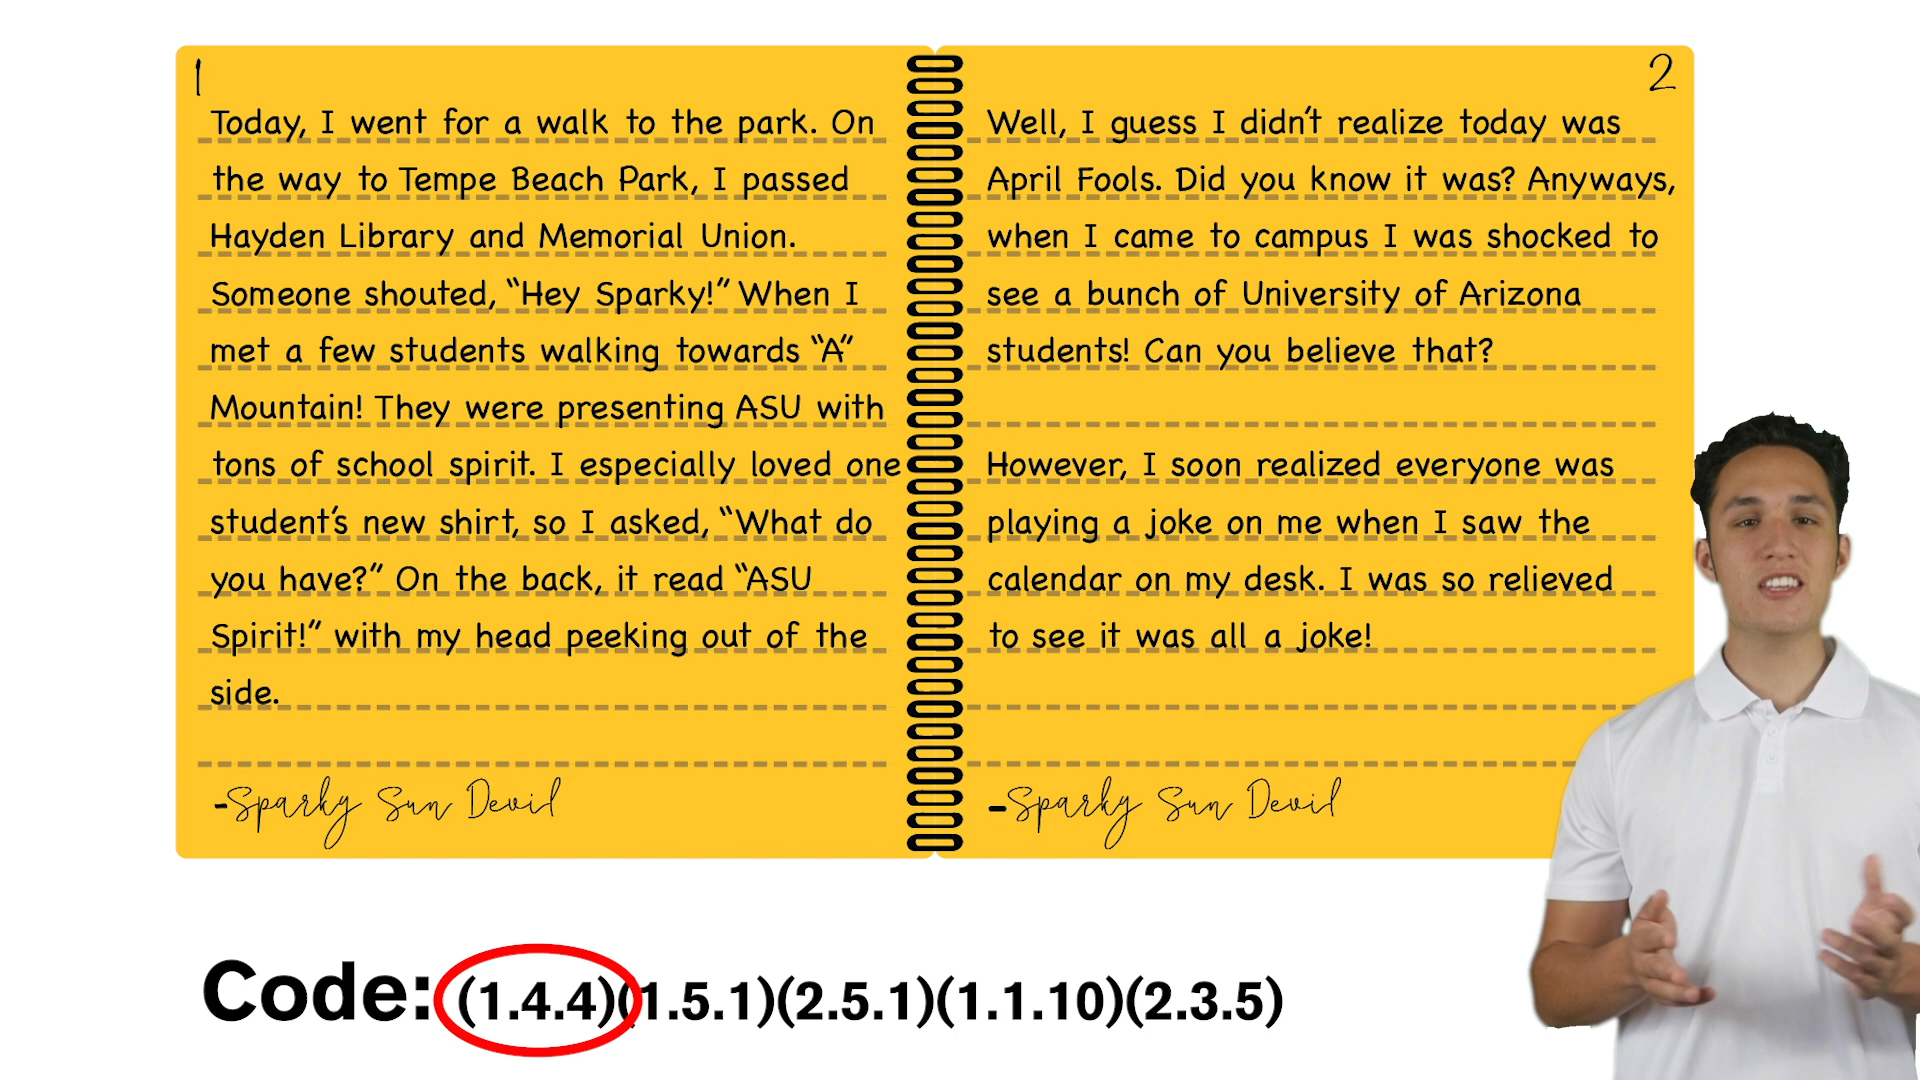 1
Today, I went for a walk to the park. On
the way to Tempe Beach Park, I passed
Hayden Library and Memorial Union.
Someone shouted, “Hey Sparky!” When I
met a few students walking towards “A”
Mountain! They were presenting ASU with
tons of school spirit. I especially loved one
student’s new shirt, so I asked, “What do
you have?” On the back, it read “ASU
Spirit!” with my head peeking out of the
side.
-Sparky Sun Devil
2
Well, I guess I didn’t realize today was
April Fools. Did you know it was? Anyways,
when I came to campus I was shocked to
see a bunch of University of Arizona
students! Can you believe that?
However, I soon realized everyone was
playing a joke on me when I saw the
calendar on my desk. I was so relieved
to see it was all a joke!
-Sparky Sun Devil
Code: (1.4.4)(1.5.1)(2.5.1)(1.1.10)(2.3.5)